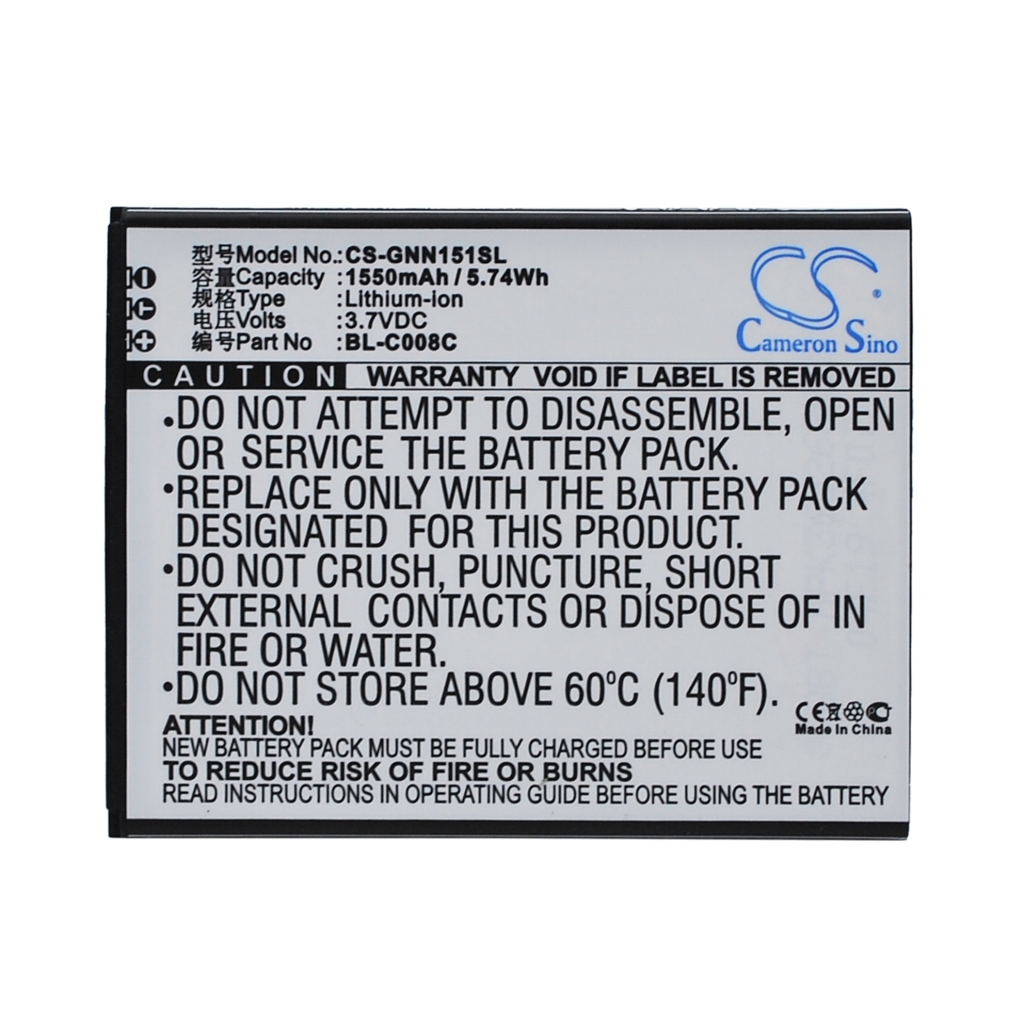 型号Model No.:CS-GNN151SL
容量Capacity :1550mAh / 5.74Wh
规格Type :Lithium-ion
电压Volts :3.7VDC
编号Part No :BL-C008C
CS ®
Cameron Sino
CAUTION WARRANTY VOID IF LABEL IS REMOVED
•DO NOT ATTEMPT TO DISASSEMBLE, OPEN
OR SERVICE THE BATTERY PACK.
•REPLACE ONLY WITH THE BATTERY PACK
DESIGNATED FOR THIS PRODUCT.
•DO NOT CRUSH, PUNCTURE, SHORT
EXTERNAL CONTACTS OR DISPOSE OF IN
FIRE OR WATER.
•DO NOT STORE ABOVE 60°C (140°F).
CE
Made In China
ATTENTION!
NEW BATTERY PACK MUST BE FULLY CHARGED BEFORE USE
TO REDUCE RISK OF FIRE OR BURNS
READ INSTRUCTIONS IN OPERATING GUIDE BEFORE USING THE BATTERY